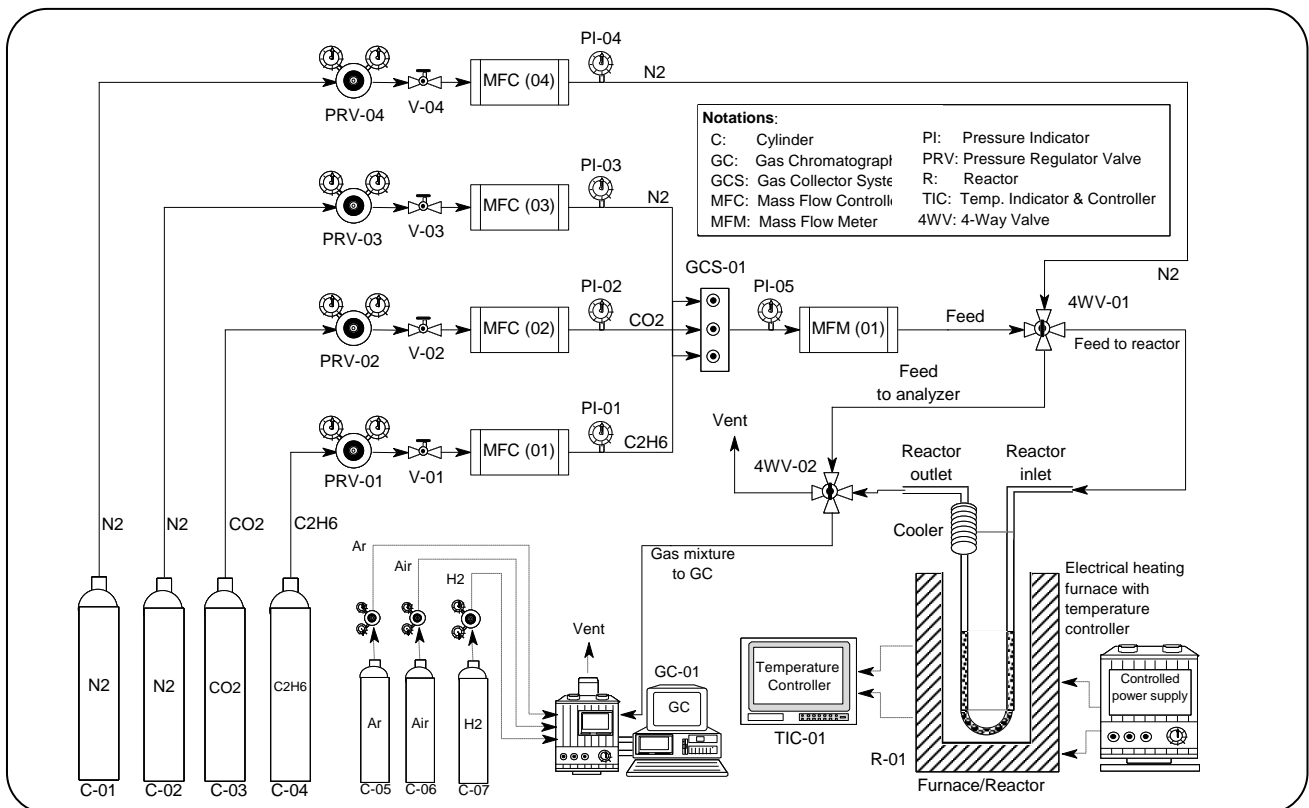 PI-04
MFC (04)
N2
PRV-04
V-04
Notations:
C: Cylinder
GC: Gas Chromatograph
GCS: Gas Collector Syste
MFC: Mass Flow Controlle
MFM: Mass Flow Meter
PI: Pressure Indicator
PRV: Pressure Regulator Valve
R: Reactor
TIC: Temp. Indicator & Controller
4WV: 4-Way Valve
PI-03
MFC (03)
N2
PRV-03
V-03
GCS-01
N2
PI-02
PI-05
4WV-01
MFC (02)
CO2
MFM (01)
Feed
Feed to reactor
PRV-02
V-02
Feed
to analyzer
PI-01
Vent
MFC (01)
C2H6
PRV-01
V-01
4WV-02
Reactor
outlet
Reactor
inlet
Cooler
N2
N2
CO2
C2H6
Ar
Air
H2
Gas mixture
to GC
Electrical heating
furnace with
temperature
controller
Vent
GC-01
GC
Temperature
Controller
Controlled
power supply
N2
N2
CO2
C2H6
Ar
Air
H2
TIC-01
R-01
Furnace/Reactor
C-01
C-02
C-03
C-04
C-05
C-06
C-07